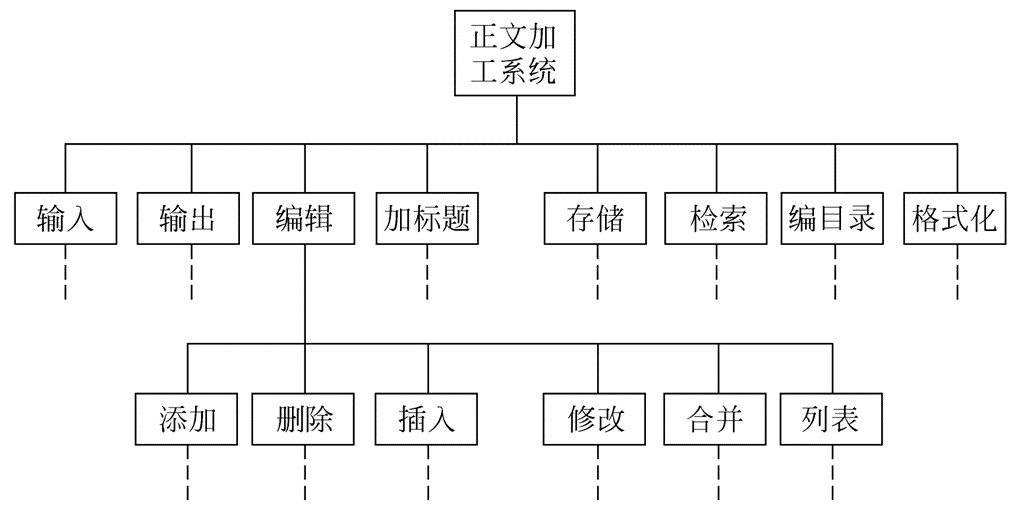 正文加
工系统
输入
输出
编辑
加标题
存储
检索
编目录
格式化
添加
删除
插入
修改
合并
列表